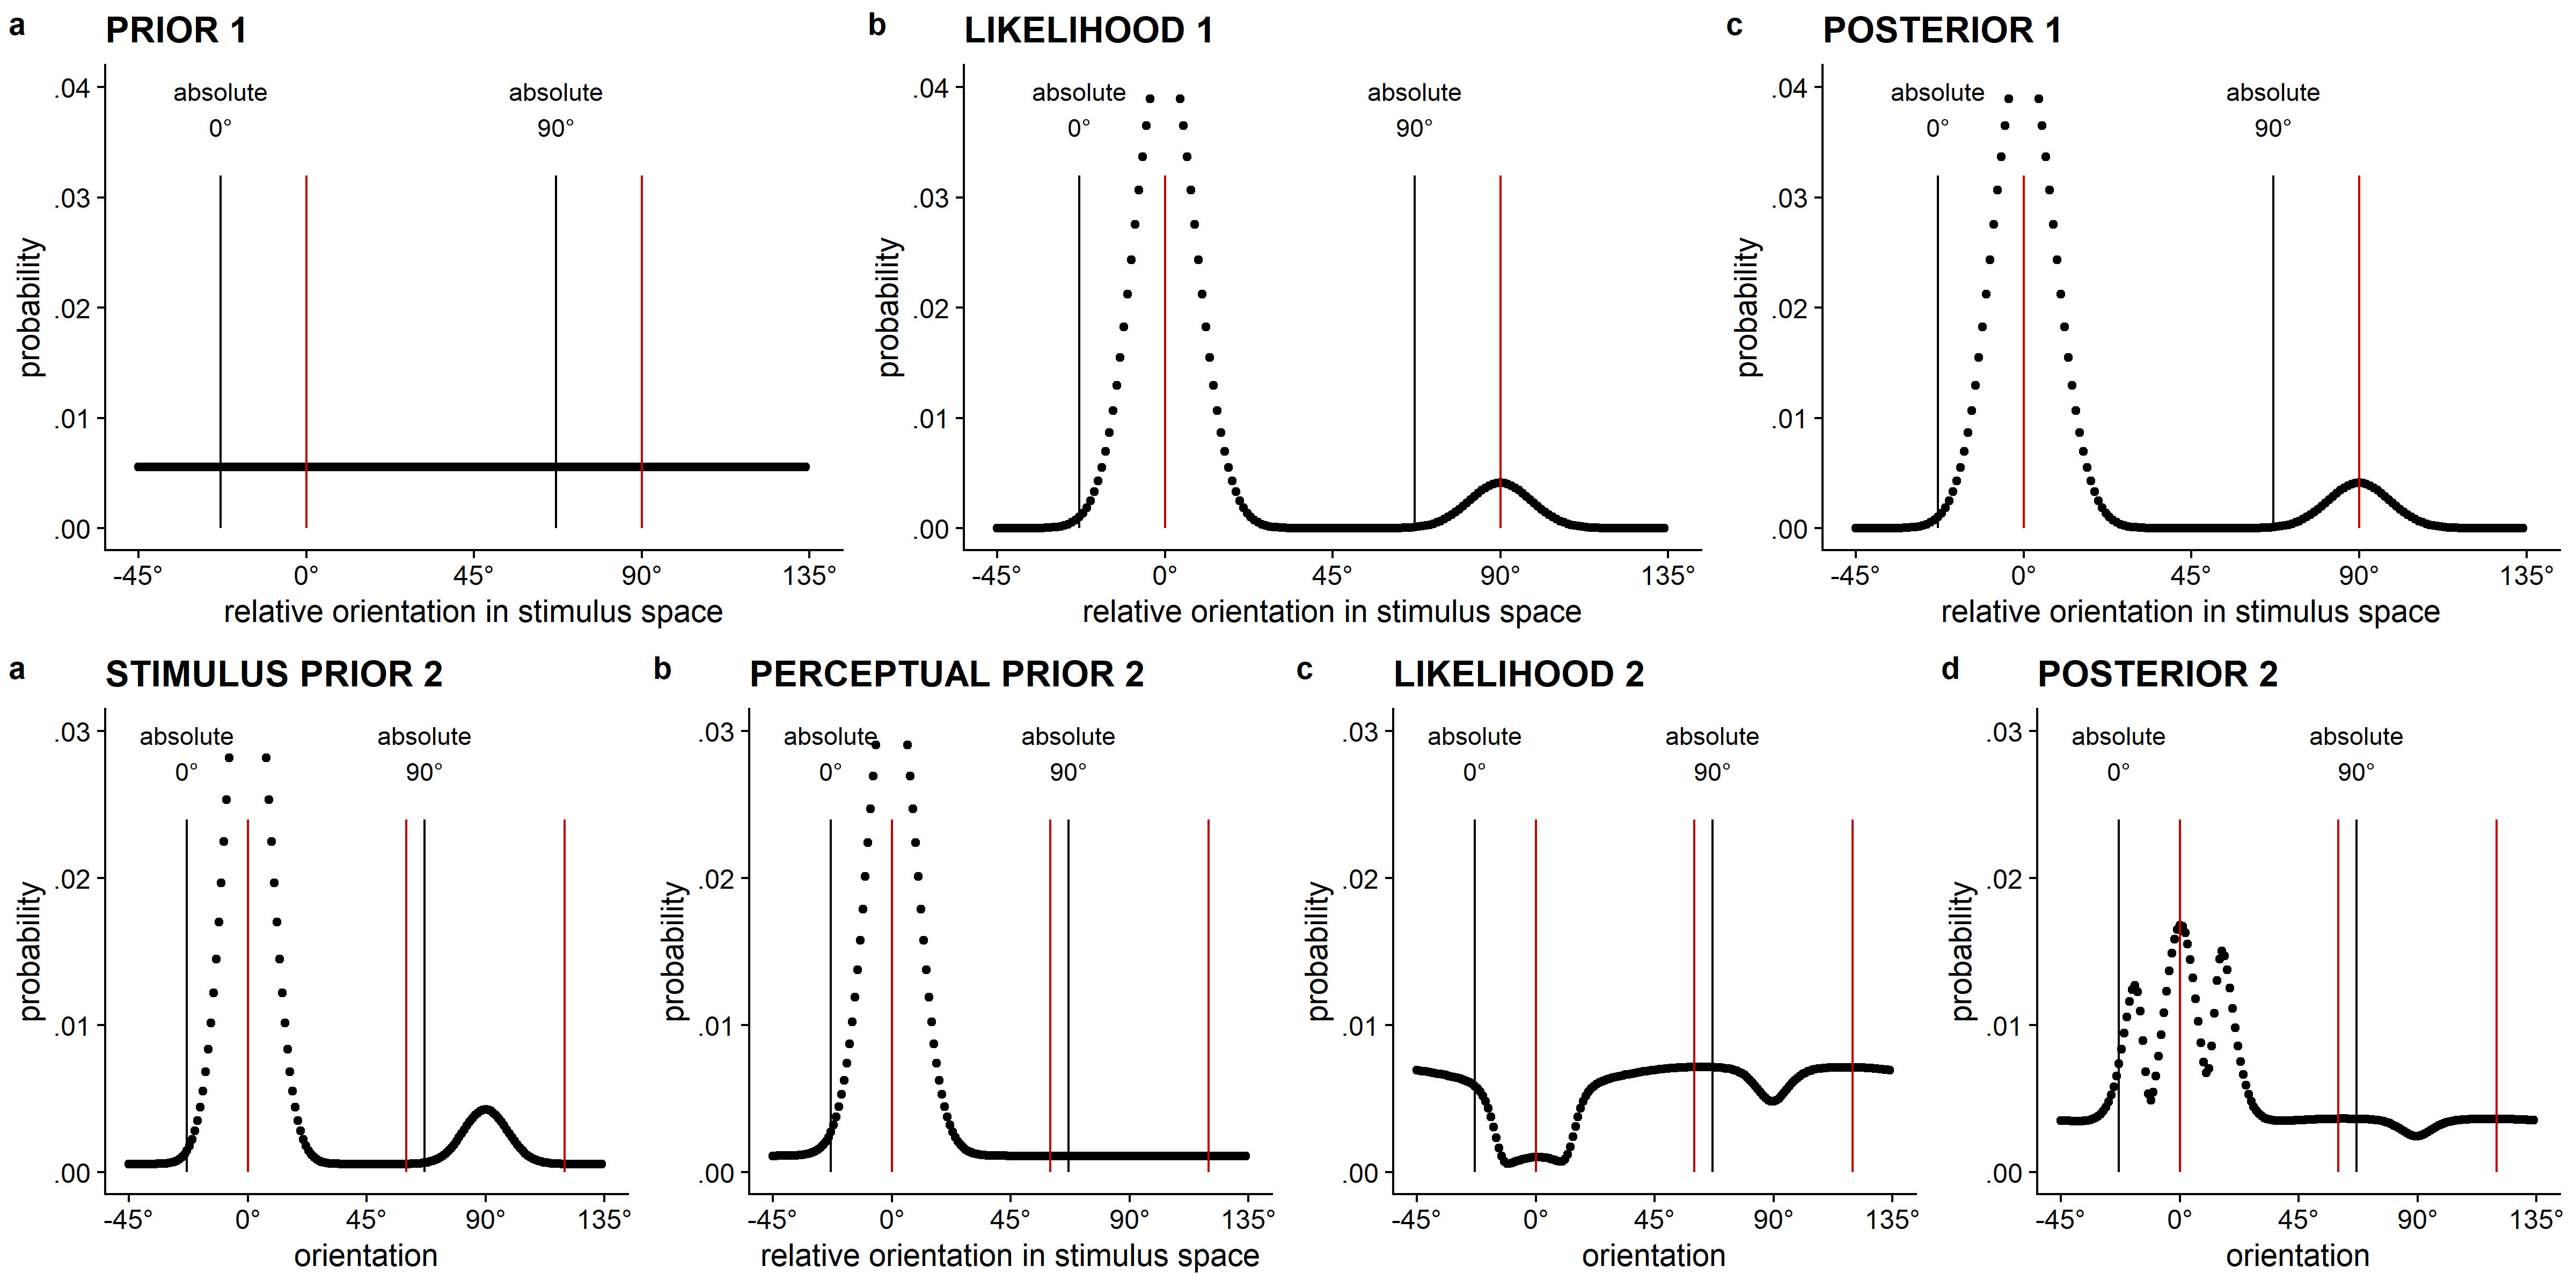 a PRIOR 1
absolute absolute
0° 90°
.04
.03
.02
.01
.00
probability
-45° 0° 45° 90° 135°
relative orientation in stimulus space
b LIKELIHOOD 1
absolute absolute
0° 90°
.04
.03
.02
.01
.00
probability
-45° 0° 45° 90° 135°
relative orientation in stimulus space
c POSTERIOR 1
absolute absolute
0° 90°
.04
.03
.02
.01
.00
probability
-45° 0° 45° 90° 135°
relative orientation in stimulus space
a STIMULUS PRIOR 2
absolute absolute
0° 90°
.03
.02
.01
.00
probability
-45° 0° 45° 90° 135°
orientation
b PERCEPTUAL PRIOR 2
absolute absolute
0° 90°
.03
.02
.01
.00
probability
-45° 0° 45° 90° 135°
relative orientation in stimulus space
c LIKELIHOOD 2
absolute absolute
0° 90°
.03
.02
.01
.00
probability
-45° 0° 45° 90° 135°
orientation
d POSTERIOR 2
absolute absolute
0° 90°
.03
.02
.01
.00
probability
-45° 0° 45° 90° 135°
orientation